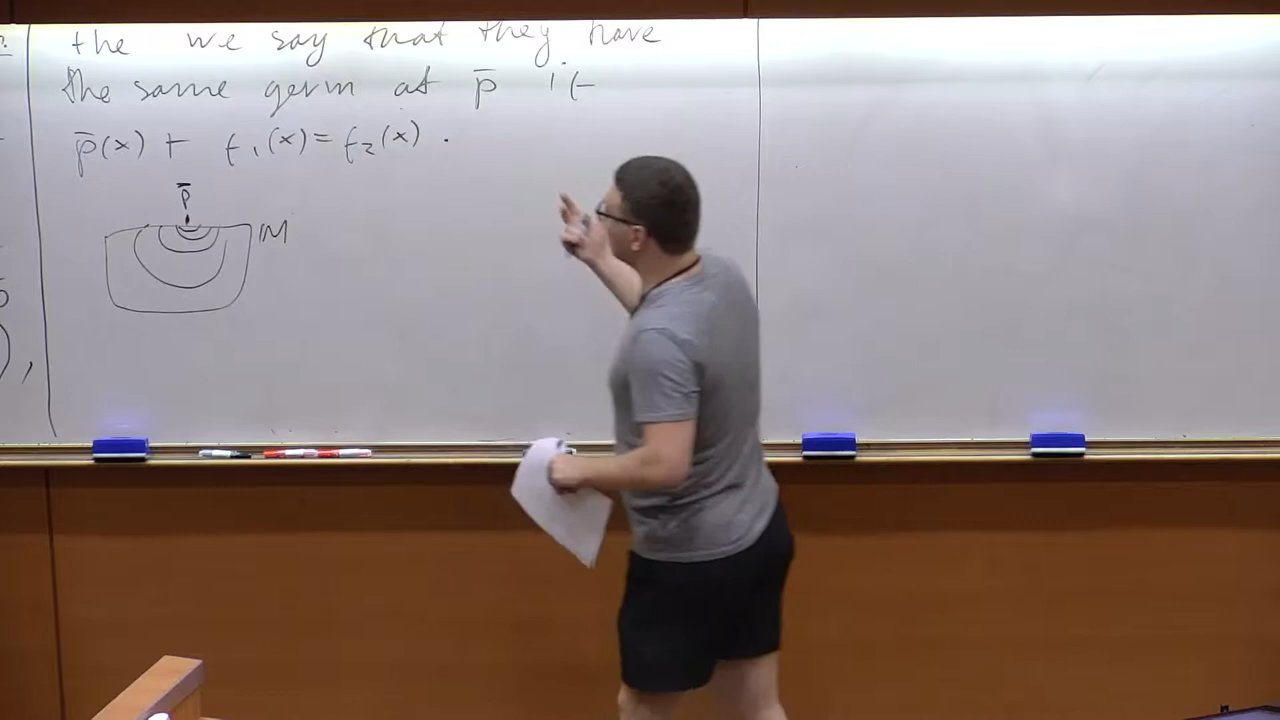 the we say that they have
the same germ at p̄ if
p̄(x) ⊢ f₁(x) = f₂(x) .
p̄
M